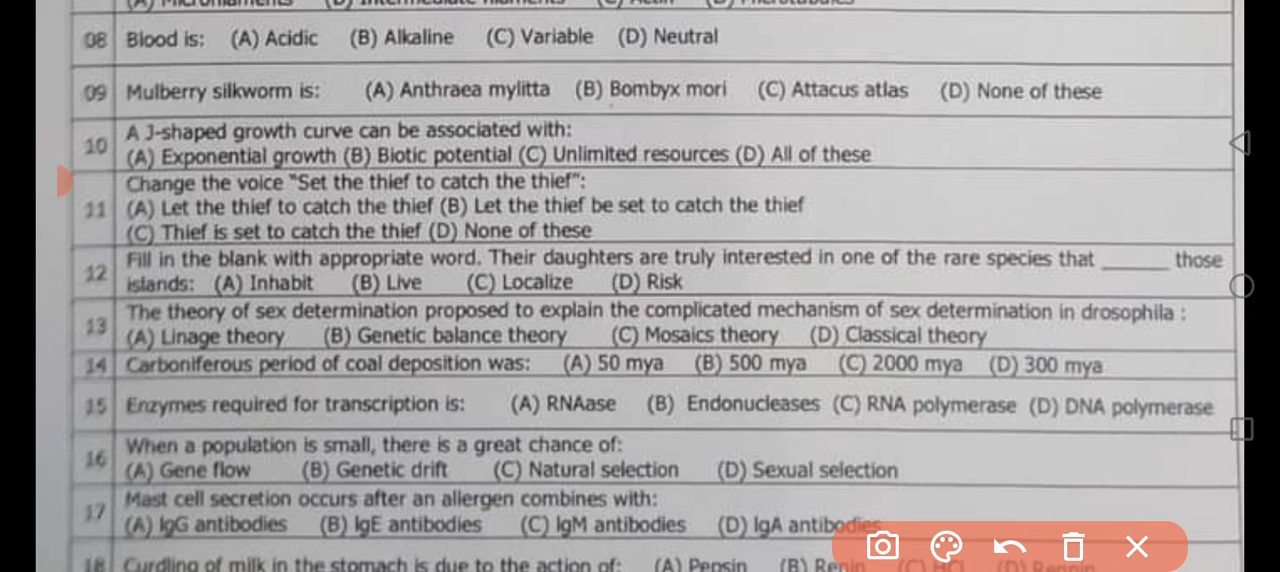 (A) Microfilaments (B) Intermediate filaments (C) Actin (D) Microtubules
08 Blood is: (A) Acidic (B) Alkaline (C) Variable (D) Neutral
09 Mulberry silkworm is: (A) Anthraea mylitta (B) Bombyx mori (C) Attacus atlas (D) None of these
10 A J-shaped growth curve can be associated with:
(A) Exponential growth (B) Biotic potential (C) Unlimited resources (D) All of these
11 Change the voice "Set the thief to catch the thief":
(A) Let the thief to catch the thief (B) Let the thief be set to catch the thief
(C) Thief is set to catch the thief (D) None of these
12 Fill in the blank with appropriate word. Their daughters are truly interested in one of the rare species that ______ those
islands: (A) Inhabit (B) Live (C) Localize (D) Risk
13 The theory of sex determination proposed to explain the complicated mechanism of sex determination in drosophila :
(A) Linage theory (B) Genetic balance theory (C) Mosaics theory (D) Classical theory
14 Carboniferous period of coal deposition was: (A) 50 mya (B) 500 mya (C) 2000 mya (D) 300 mya
15 Enzymes required for transcription is: (A) RNAase (B) Endonucleases (C) RNA polymerase (D) DNA polymerase
16 When a population is small, there is a great chance of:
(A) Gene flow (B) Genetic drift (C) Natural selection (D) Sexual selection
17 Mast cell secretion occurs after an allergen combines with:
(A) IgG antibodies (B) IgE antibodies (C) IgM antibodies (D) IgA antibodies
18 Curdling of milk in the stomach is due to the action of: (A) Pepsin (B) Renin (C) HCl (D) Rennin